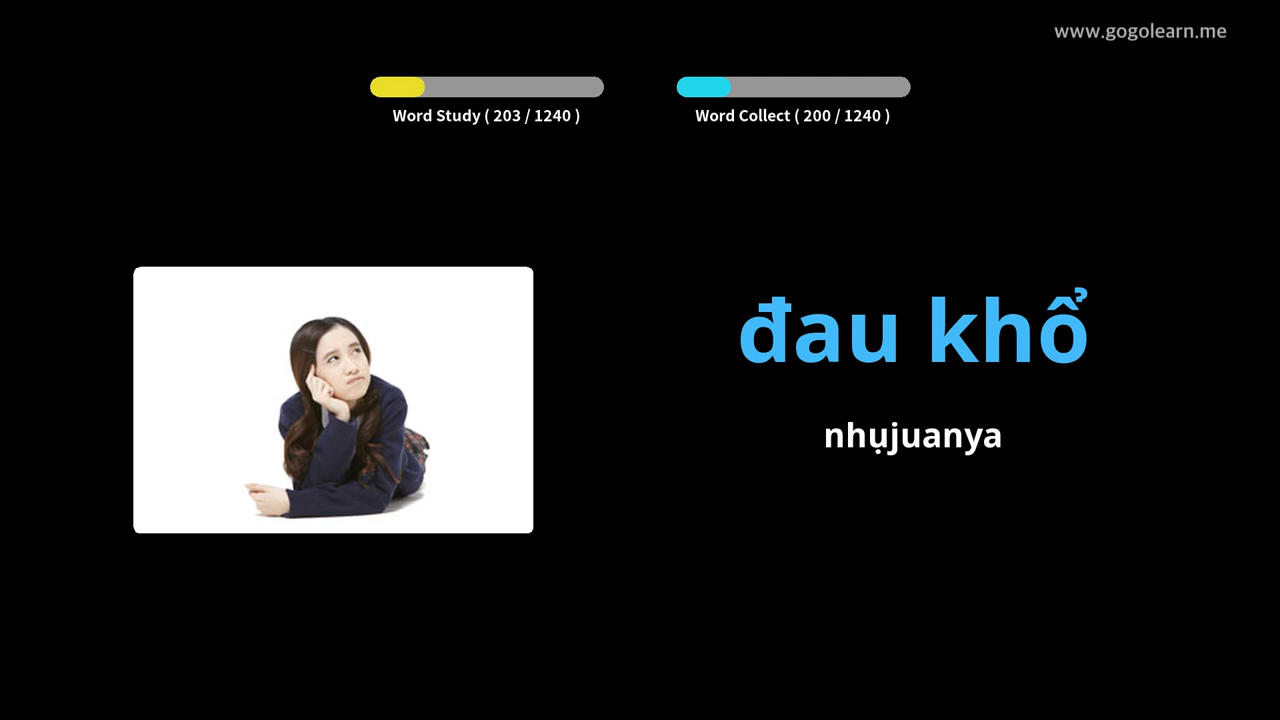 www.gogolearn.me
Word Study ( 203 / 1240 )
Word Collect ( 200 / 1240 )
đau khổ
nhụjuanya